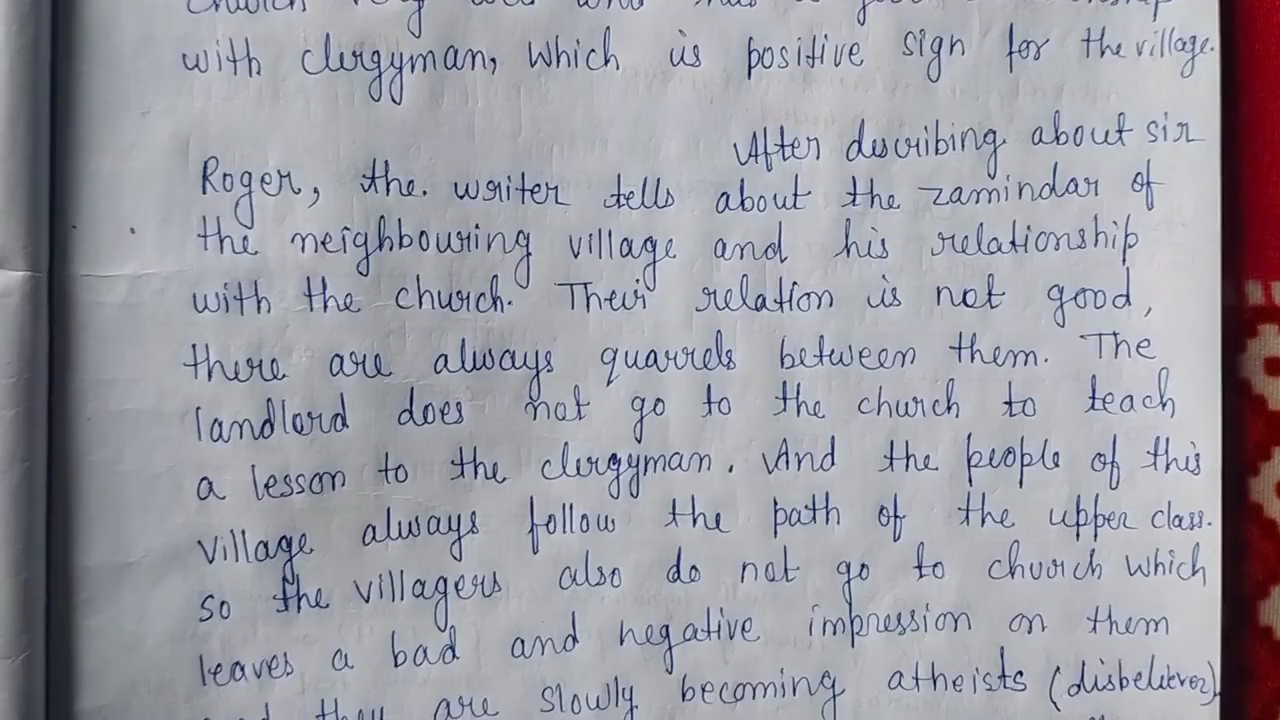 church very
with clergyman, which is positive sign for the village.
After describing about sir
Roger, the. writer tells about the zamindar of
the neighbouring village and his relationship
with the church. Their relation is not good,
there are always quarrels between them. The
landlord does not go to the church to teach
a lesson to the clergyman. And the people of this
village always follow the path of the upper class.
so the villagers also do not go to church which
leaves a bad and negative impression on them
and they are slowly becoming atheists (disbeliever)